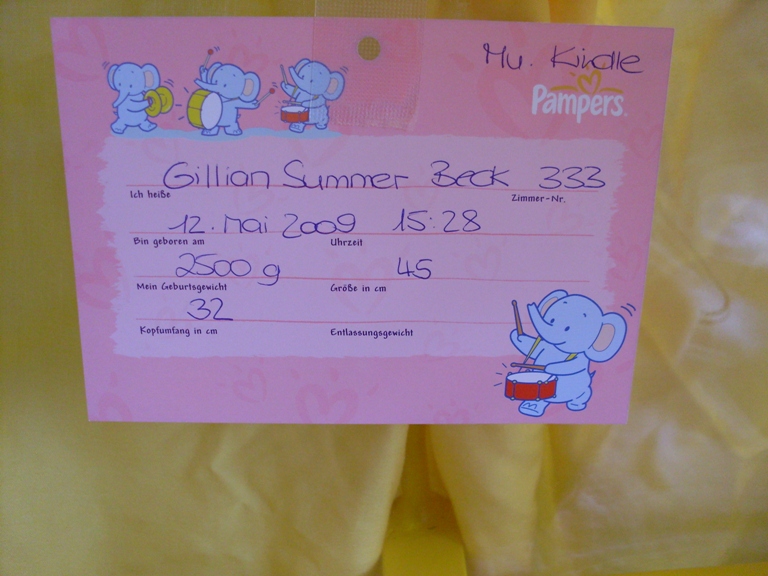 Mu. Kindle
Pampers.
Gillian Summer Beck 333
Ich heiße Zimmer-Nr.
12. Mai 2009 15:28
Bin geboren am Uhrzeit
2500 g 45
Mein Geburtsgewicht Größe in cm
32
Kopfumfang in cm Entlassungsgewicht